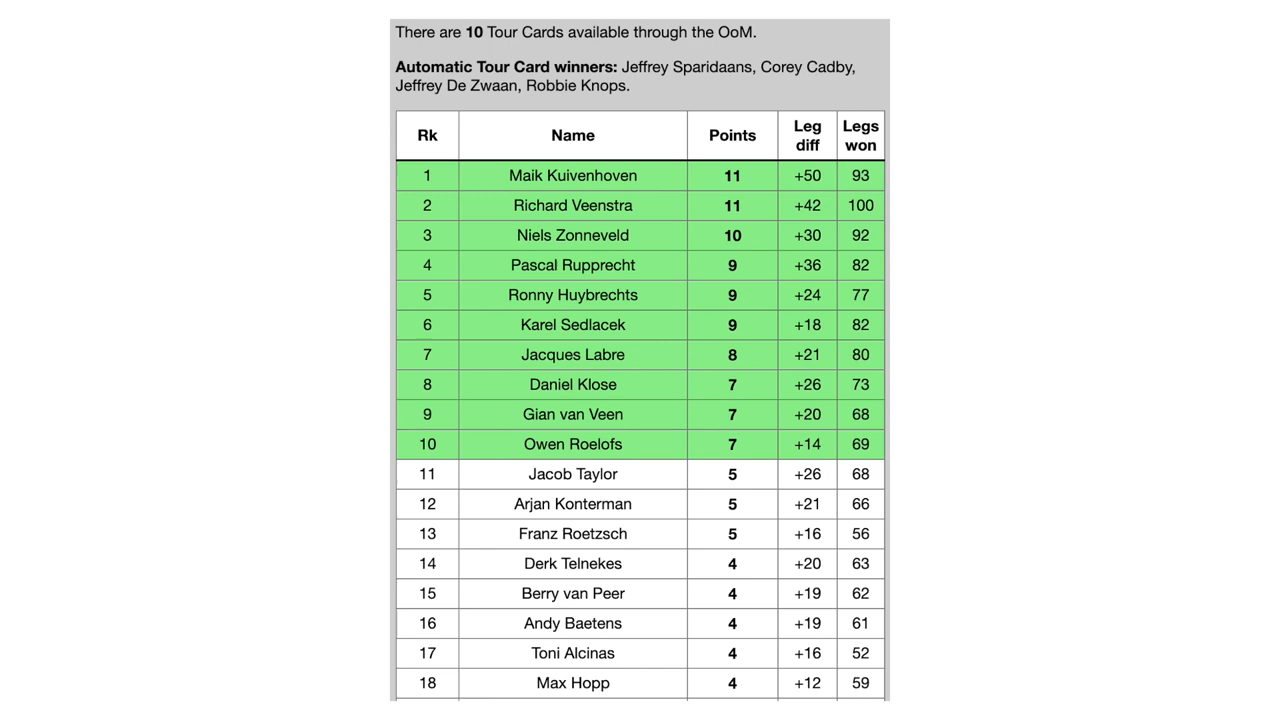 There are 10 Tour Cards available through the OoM.
Automatic Tour Card winners: Jeffrey Sparidaans, Corey Cadby,
Jeffrey De Zwaan, Robbie Knops.
Rk Name Points Leg diff Legs won
1 Maik Kuivenhoven 11 +50 93
2 Richard Veenstra 11 +42 100
3 Niels Zonneveld 10 +30 92
4 Pascal Rupprecht 9 +36 82
5 Ronny Huybrechts 9 +24 77
6 Karel Sedlacek 9 +18 82
7 Jacques Labre 8 +21 80
8 Daniel Klose 7 +26 73
9 Gian van Veen 7 +20 68
10 Owen Roelofs 7 +14 69
11 Jacob Taylor 5 +26 68
12 Arjan Konterman 5 +21 66
13 Franz Roetzsch 5 +16 56
14 Derk Telnekes 4 +20 63
15 Berry van Peer 4 +19 62
16 Andy Baetens 4 +19 61
17 Toni Alcinas 4 +16 52
18 Max Hopp 4 +12 59